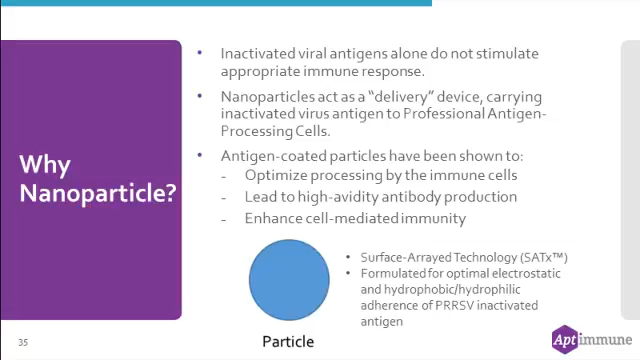 Why
Nanoparticle?
• Inactivated viral antigens alone do not stimulate
appropriate immune response.
• Nanoparticles act as a “delivery” device, carrying
inactivated virus antigen to Professional Antigen-
Processing Cells.
• Antigen-coated particles have been shown to:
- Optimize processing by the immune cells
- Lead to high-avidity antibody production
- Enhance cell-mediated immunity
• Surface-Arrayed Technology (SATx™)
• Formulated for optimal electrostatic
and hydrophobic/hydrophilic
adherence of PRRSV inactivated
antigen
Particle
35
Aptimmune